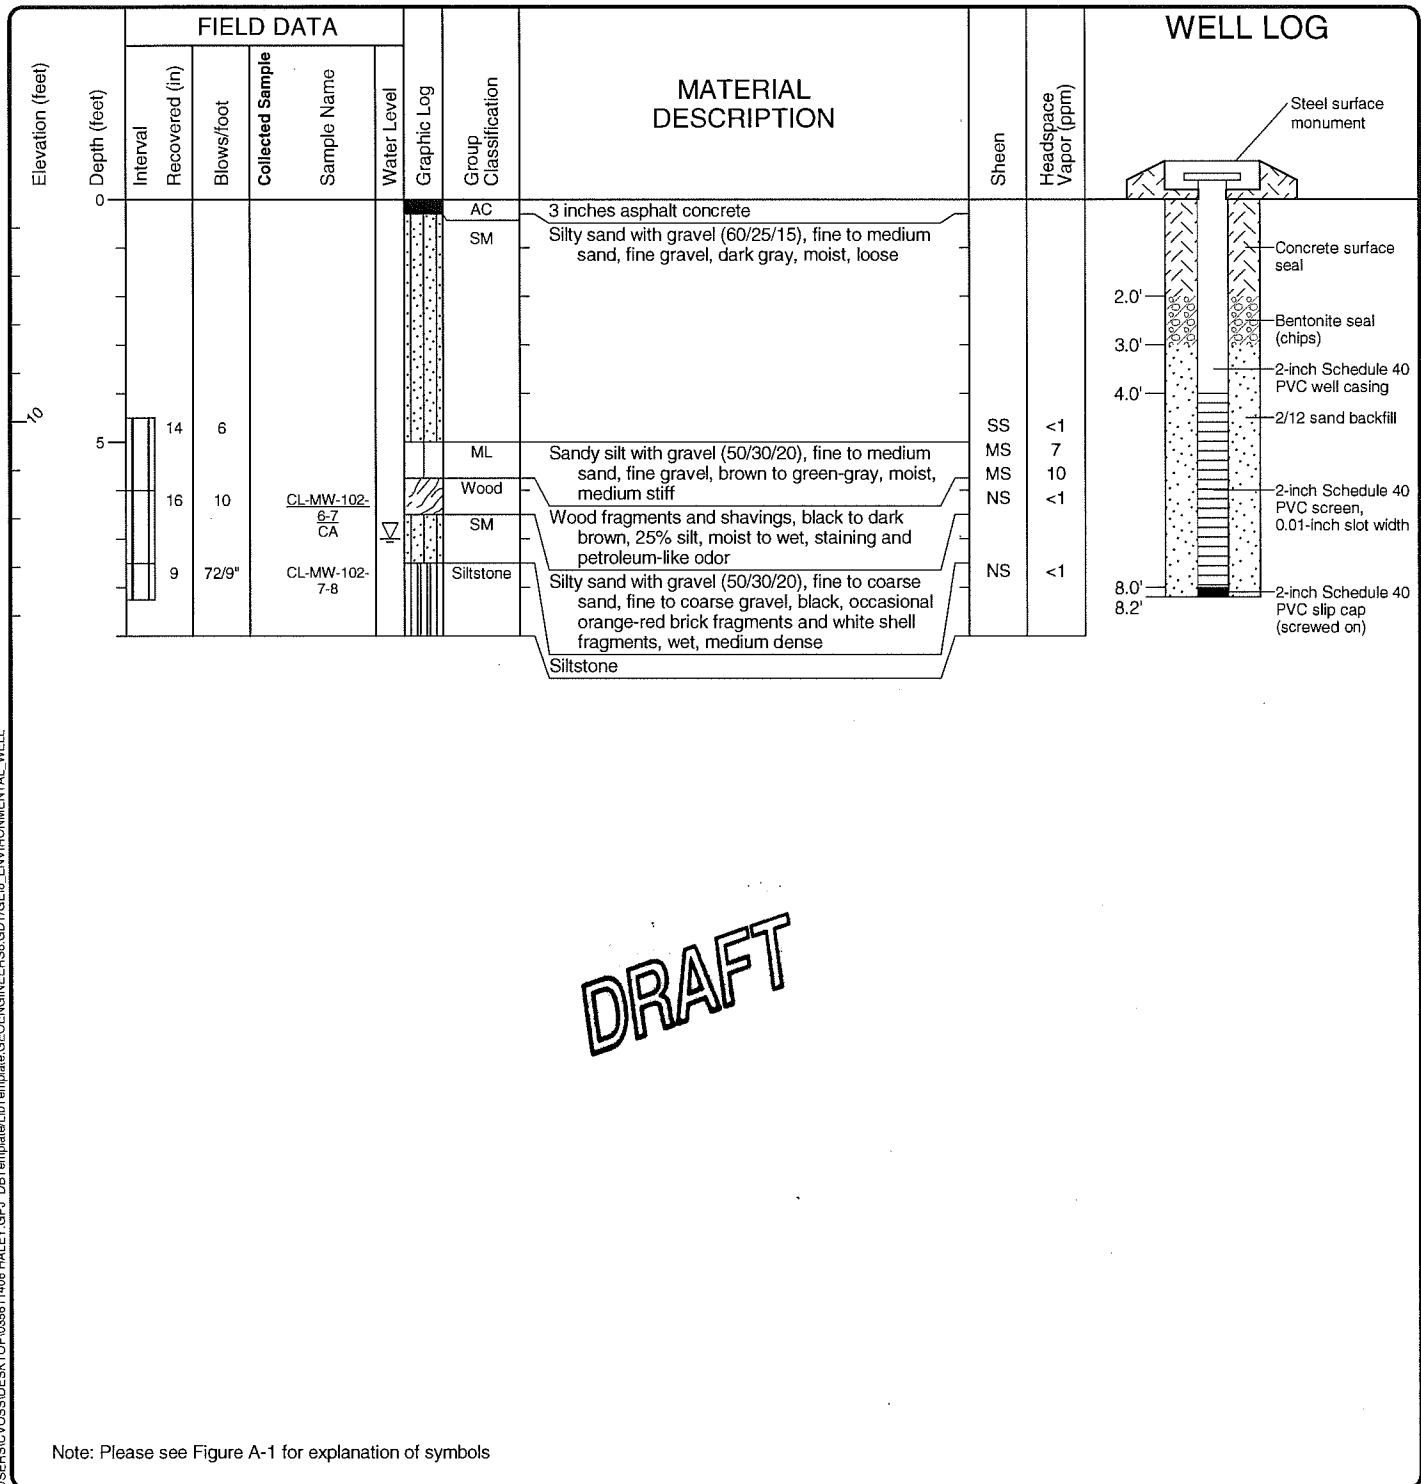 FIELD DATA
WELL LOG
Elevation (feet)
Depth (feet)
Interval
Recovered (in)
Blows/foot
Collected Sample
Sample Name
Water Level
Graphic Log
Group
Classification
MATERIAL
DESCRIPTION
Sheen
Headspace
Vapor (ppm)
Steel surface
monument
0
AC
3 inches asphalt concrete
SM
Silty sand with gravel (60/25/15), fine to medium
sand, fine gravel, dark gray, moist, loose
Concrete surface
seal
2.0'
Bentonite seal
(chips)
3.0'
2-inch Schedule 40
PVC well casing
4.0'
2/12 sand backfill
10
14
6
SS
<1
5
ML
Sandy silt with gravel (50/30/20), fine to medium
sand, fine gravel, brown to green-gray, moist,
medium stiff
MS
7
MS
10
Wood
16
10
CL-MW-102-
6-7
CA
NS
<1
2-inch Schedule 40
PVC screen,
0.01-inch slot width
Wood fragments and shavings, black to dark
brown, 25% silt, moist to wet, staining and
petroleum-like odor
SM
9
72/9"
CL-MW-102-
7-8
Siltstone
Silty sand with gravel (50/30/20), fine to coarse
sand, fine to coarse gravel, black, occasional
orange-red brick fragments and white shell
fragments, wet, medium dense
NS
<1
8.0'
8.2'
2-inch Schedule 40
PVC slip cap
(screwed on)
Siltstone
DRAFT
Note: Please see Figure A-1 for explanation of symbols